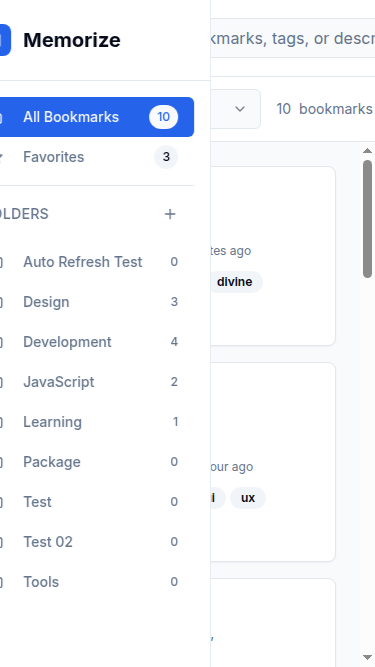 Memorize
kmarks, tags, or descr
10 bookmarks
All Bookmarks 10
Favorites 3
OLDERS +
Auto Refresh Test 0
Design 3
Development 4
JavaScript 2
Learning 1
Package 0
Test 0
Test 02 0
Tools 0
tes ago
divine
our ago
i ux
,